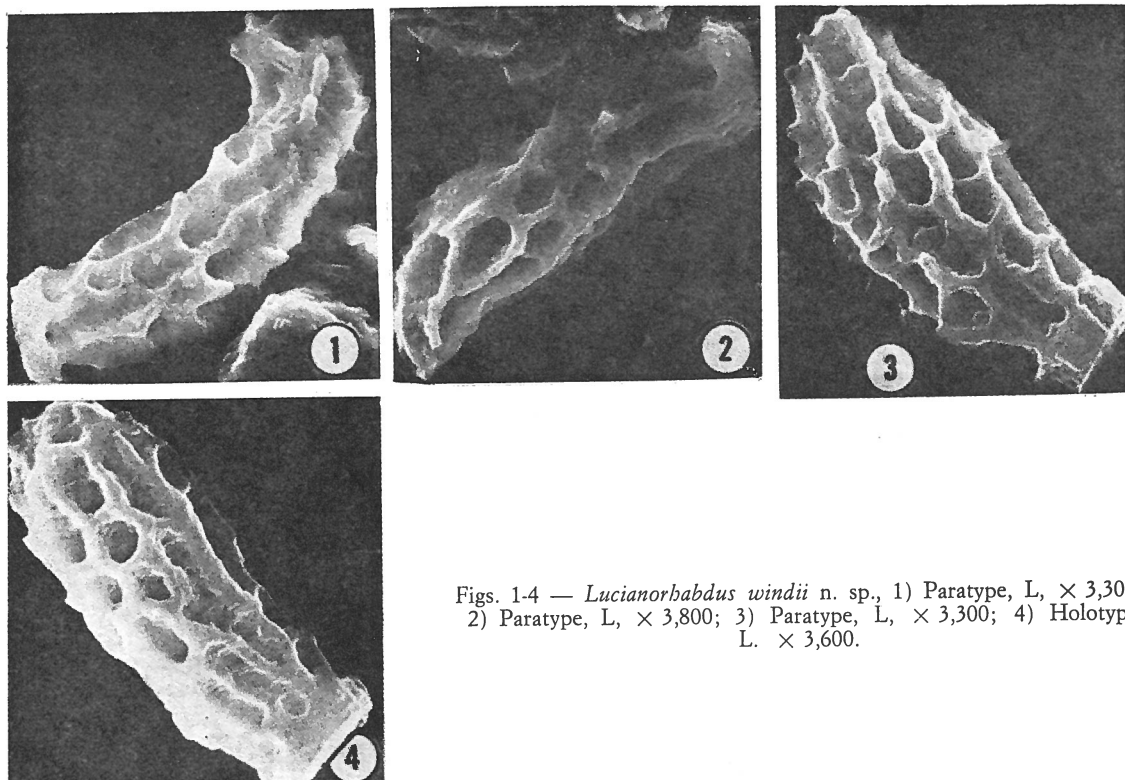 1
2
3
4
Figs. 1-4 — Lucianorhabdus windii n. sp., 1) Paratype, L, × 3,30
2) Paratype, L, × 3,800; 3) Paratype, L, × 3,300; 4) Holotyp
L. × 3,600.